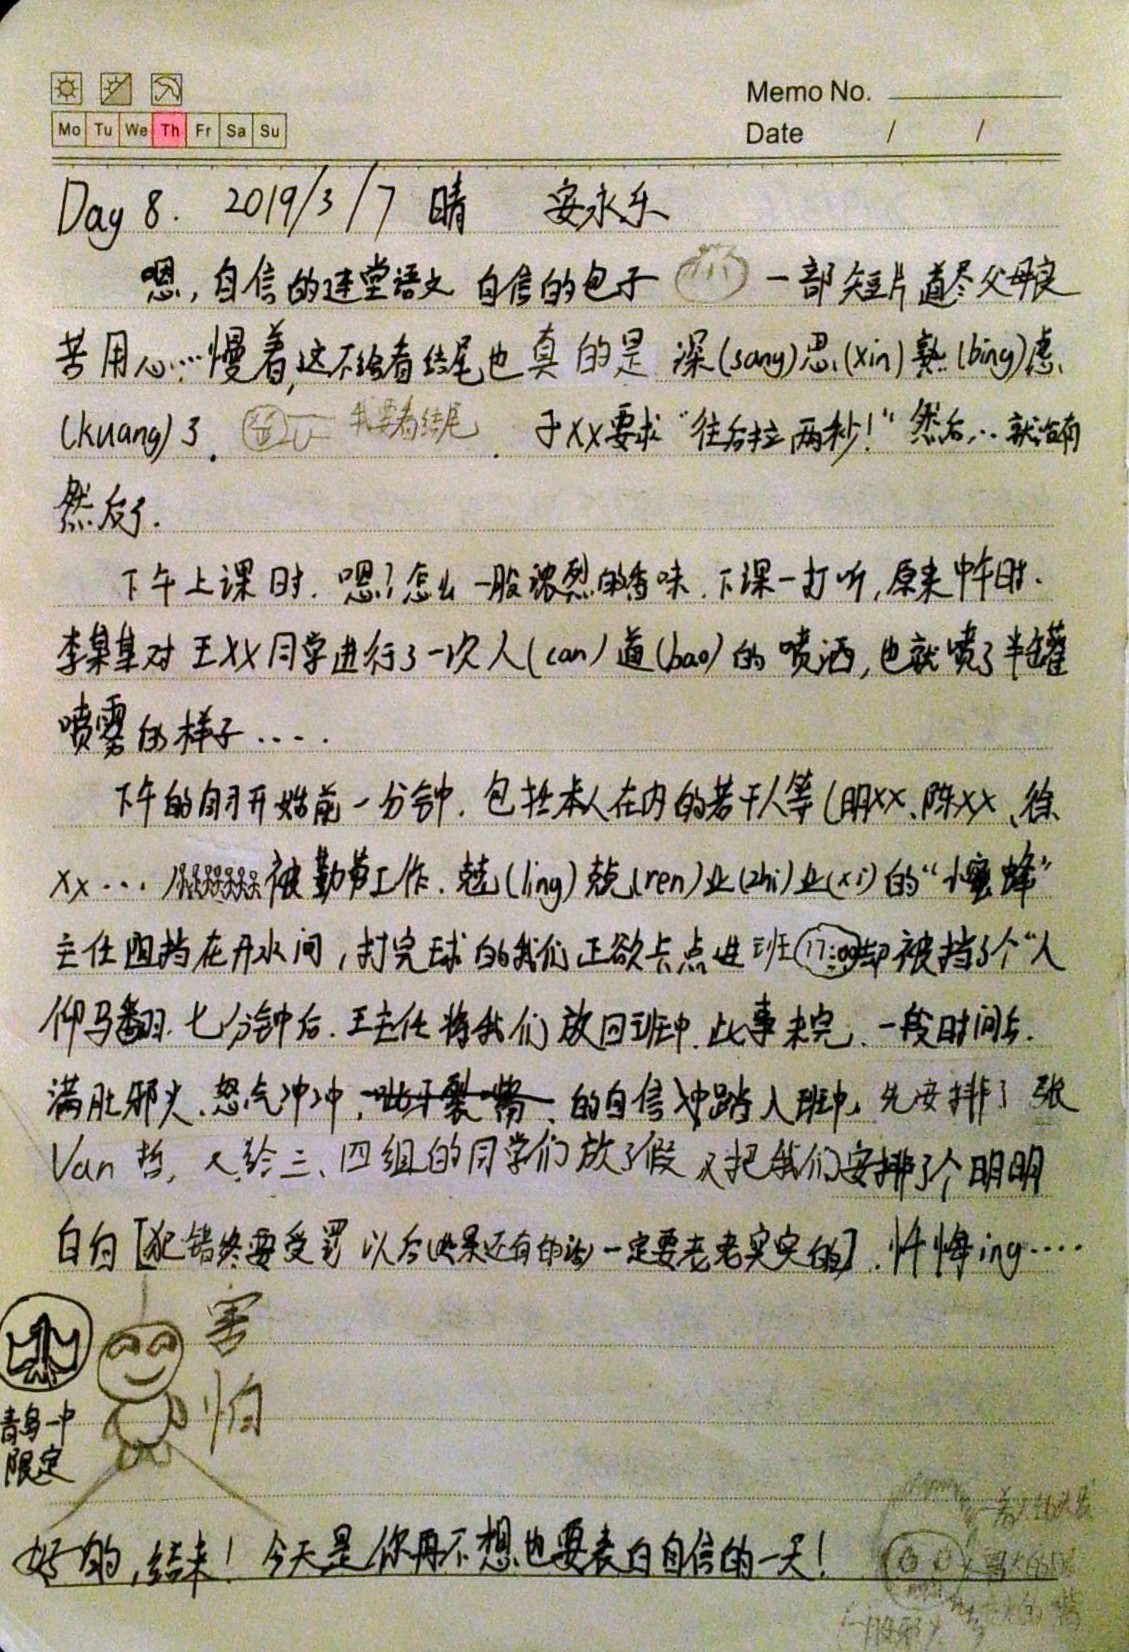 Memo No.
Mo Tu We Th Fr Sa Su
Date / /
Day 8. 2019/3/7 晴 安永乐
嗯,自信的连堂语文 自信的包子 一部短片道尽父母良
苦用心…慢着,这不给看结尾也真的是 深(sang)思(xin)熟(bing)虑
(kuang)了. 我要看结尾 . 于XX要求“往后拉两秒!”然后…就没有
然后了.
下午上课时.嗯?怎么一股浓烈的香味.下课一打听,原来中午时.
李某某对王XX同学进行了一次人(can)道(bao)的喷洒,也就喷了半罐
喷雾的样子....
下午的自习开始前一分钟.包括本人在内的若干人等(明XX、陈XX、徐
XX... 被勤劳工作.兢(ling)兢(ren)业(zhi)业(xi)的“小蜜蜂”
主任阻挡在开水间,打完球的我们正欲卡点进班(17:09)却被挡了个“人
仰马翻.七分钟后.王主任将我们放回班中.此事未完.一段时间后.
满肚邪火.怒气冲冲, 的自信冲踏入班中.先安排了张
Van哲,又给三、四组的同学们放了假又把我们安排了个明明
白白[犯错终要受罚 以后(如果还有的话)一定要老老实实的].忏悔ing....
害
怕
青鸟一中
限定
好的,结束!今天是你再不想也要表白自信的一天!